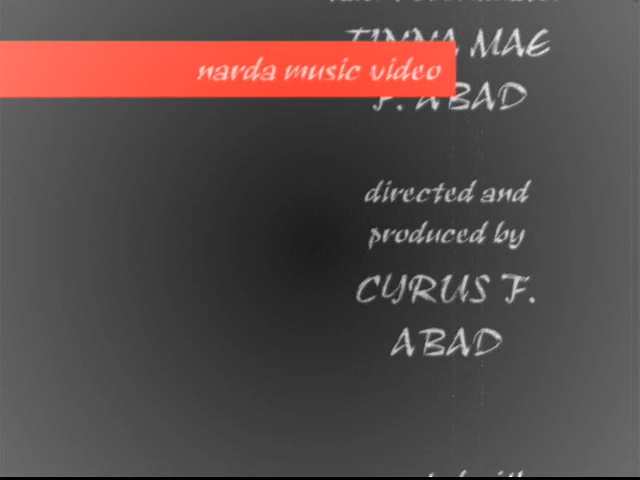 TINNA MAE
narda music video
F. ABAD
directed and
produced by
CYRUS F.
ABAD